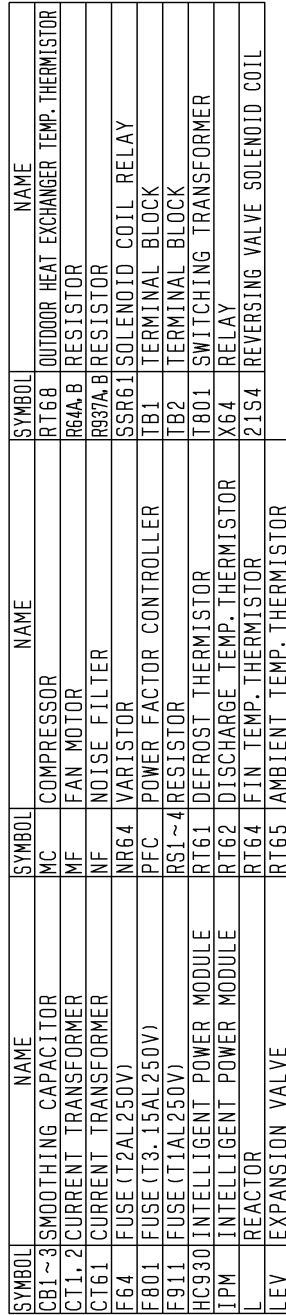 SYMBOL NAME SYMBOL NAME SYMBOL NAME
CB1~3 SMOOTHING CAPACITOR MC COMPRESSOR RT68 OUTDOOR HEAT EXCHANGER TEMP. THERMISTOR
CT1, 2 CURRENT TRANSFORMER MF FAN MOTOR R64A, B RESISTOR
CT61 CURRENT TRANSFORMER NF NOISE FILTER R937A, B RESISTOR
F64 FUSE (T2AL250V) NR64 VARISTOR SSR61 SOLENOID COIL RELAY
F801 FUSE (T3. 15AL250V) PFC POWER FACTOR CONTROLLER TB1 TERMINAL BLOCK
F911 FUSE (T1AL250V) RS1~4 RESISTOR TB2 TERMINAL BLOCK
HC930 INTELLIGENT POWER MODULE RT61 DEFROST THERMISTOR T801 SWITCHING TRANSFORMER
IPM INTELLIGENT POWER MODULE RT62 DISCHARGE TEMP. THERMISTOR X64 RELAY
L REACTOR RT64 FIN TEMP. THERMISTOR 21S4 REVERSING VALVE SOLENOID COIL
LEV EXPANSION VALVE RT65 AMBIENT TEMP. THERMISTOR